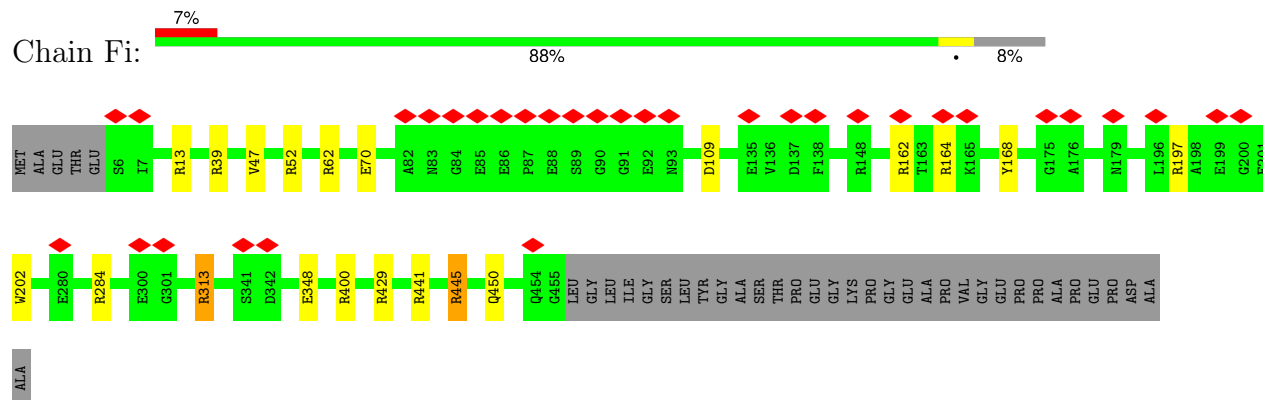 7%
Chain Fi:
88%
•
8%
MET ALA GLU THR GLU S6 I7 R13 R39 V47 R52 R62 E70 A82 N83 G84 E85 E86 P87 E88 S89 G90 G91 E92 N93 D109 E135 V136 D137 F138 R148 R162 T163 R164 K165 Y168 G175 A176 N179 L196 R197 A198 E199 G200
W202 E280 R284 E300 G301 R313 S341 D342 E348 R400 R429 R441 R445 Q450 Q454 G455 LEU GLY LEU ILE GLY SER LEU TYR GLY ALA SER THR PRO GLU GLY LYS PRO GLY GLU ALA PRO VAL GLY GLU PRO PRO ALA PRO GLU PRO ASP ALA
ALA